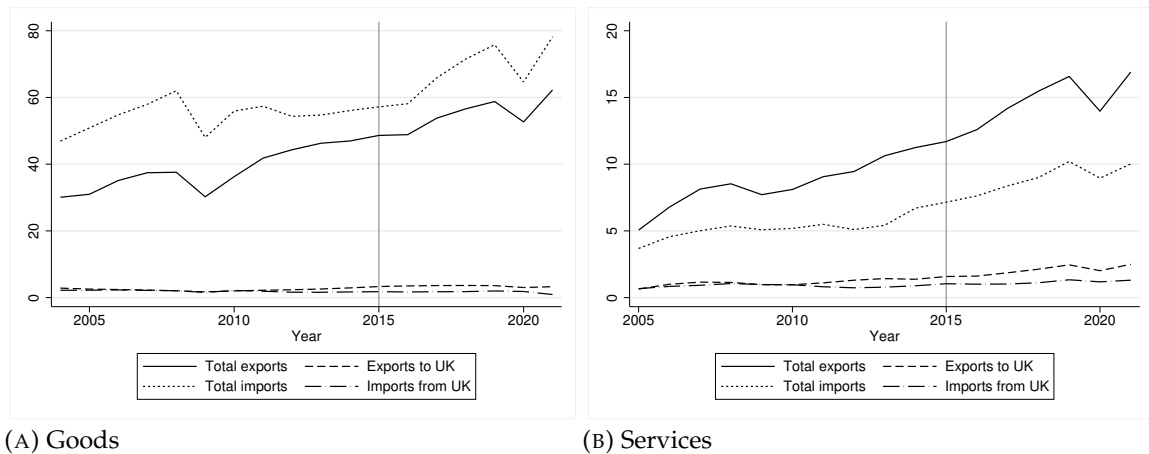 80
60
40
20
0
2005 2010 2015 2020
Year
Total exports Exports to UK
Total imports Imports from UK
(A) Goods
20
15
10
5
0
2005 2010 2015 2020
Year
Total exports Exports to UK
Total imports Imports from UK
(B) Services